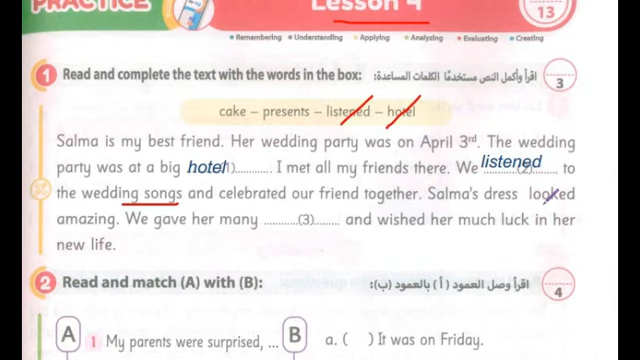 PRACTICE
Lesson 4
13
Remembering Understanding Applying Analyzing Evaluating Creating
1 Read and complete the text with the words in the box: اقرأ وأكمل النص مستخدمًا الكلمات المساعدة: 3
cake – presents – listened – hotel
Salma is my best friend. Her wedding party was on April 3rd. The wedding
party was at a big hotel 1)............ I met all my friends there. We listened ......(2)...... to
the wedding songs and celebrated our friend together. Salma's dress looked
amazing. We gave her many ...........(3)........ and wished her much luck in her
new life.
2 Read and match (A) with (B): اقرأ وصل العمود ( أ ) بالعمود (ب): 4
A 1 My parents were surprised, ... B a. ( ) It was on Friday.